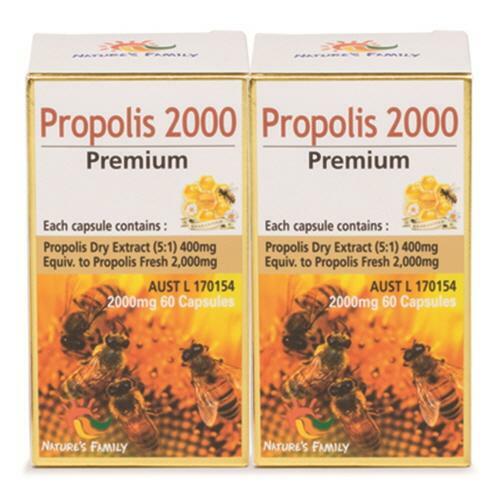 NATURE'S FAMILY
Propolis 2000
Premium
Each capsule contains :
Propolis Dry Extract (5:1) 400mg
Equiv. to Propolis Fresh 2,000mg
AUST L 170154
2000mg 60 Capsules
NATURE'S FAMILY
NATURE'S FAMILY
Propolis 2000
Premium
Each capsule contains :
Propolis Dry Extract (5:1) 400mg
Equiv. to Propolis Fresh 2,000mg
AUST L 170154
2000mg 60 Capsules
NATURE'S FAMILY